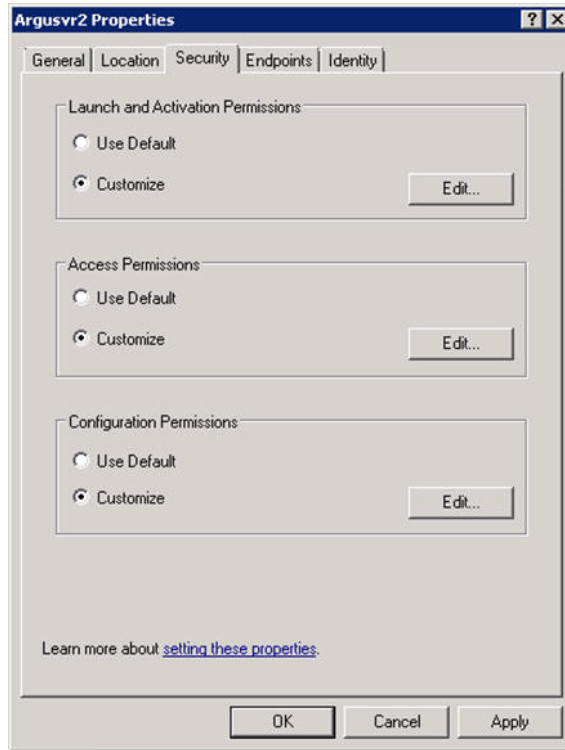 Argusvr2 Properties
General Location Security Endpoints Identity
Launch and Activation Permissions
Use Default
Customize
Edit...
Access Permissions
Use Default
Customize
Edit...
Configuration Permissions
Use Default
Customize
Edit...
Learn more about setting these properties.
OK Cancel Apply